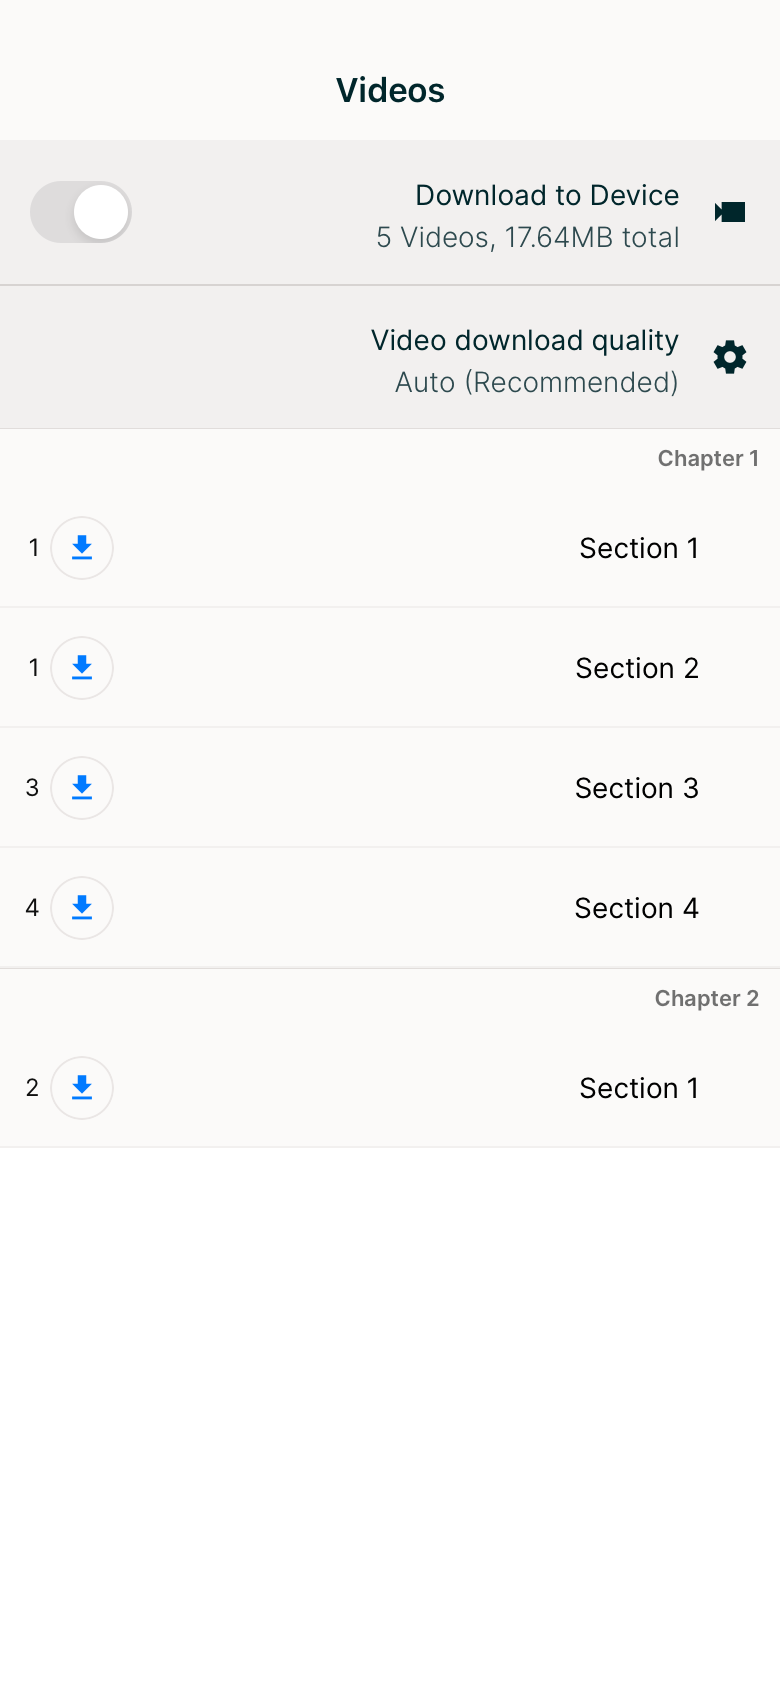 Videos
Download to Device
5 Videos, 17.64MB total
Video download quality
Auto (Recommended)
Chapter 1
Section 1
1
Section 2
1
Section 3
3
Section 4
4
Chapter 2
Section 1
2